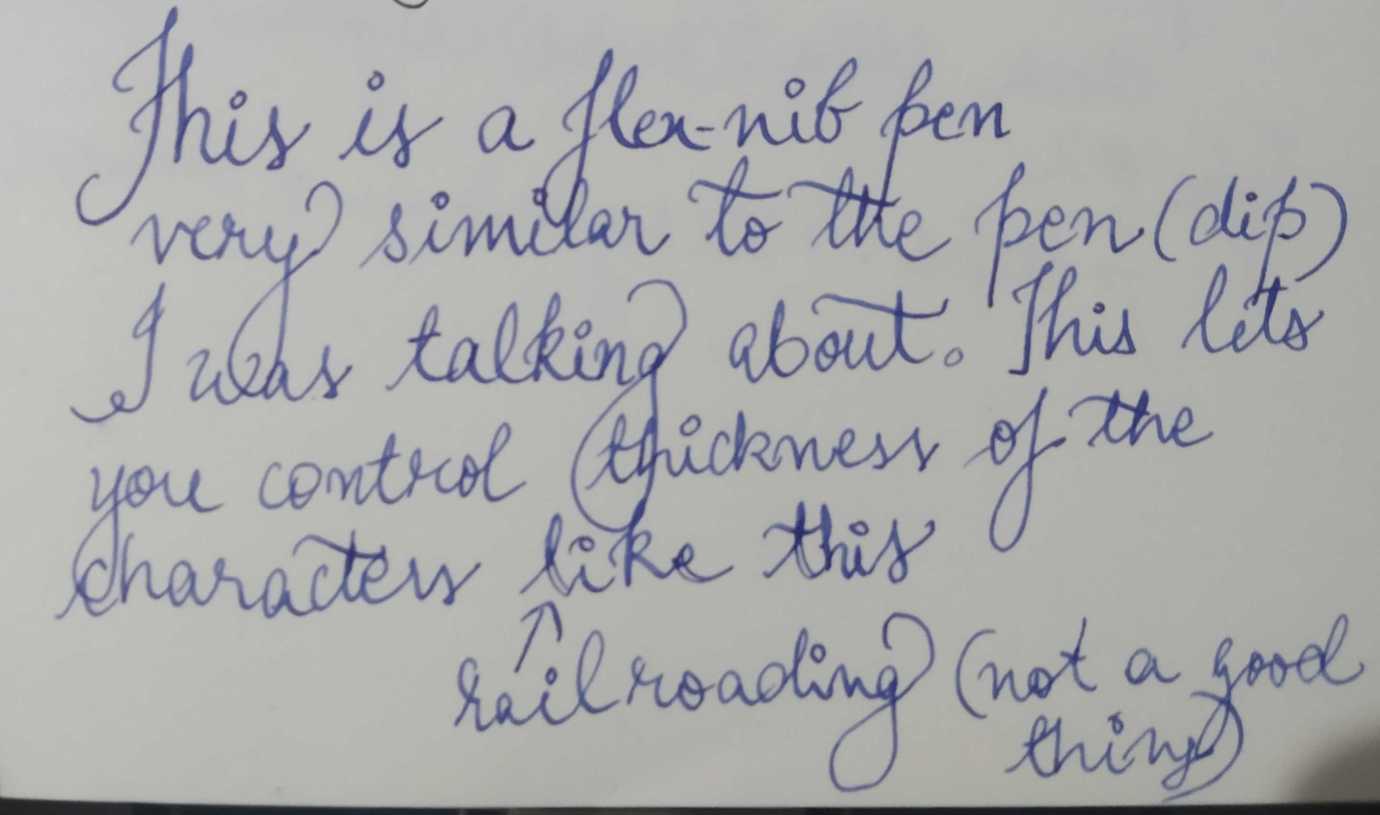 This is a flex-nib pen
very similar to the pen (dip)
I was talking about. This lets
you control thickness of the
characters like this
↑
railroading (not a good
thing)